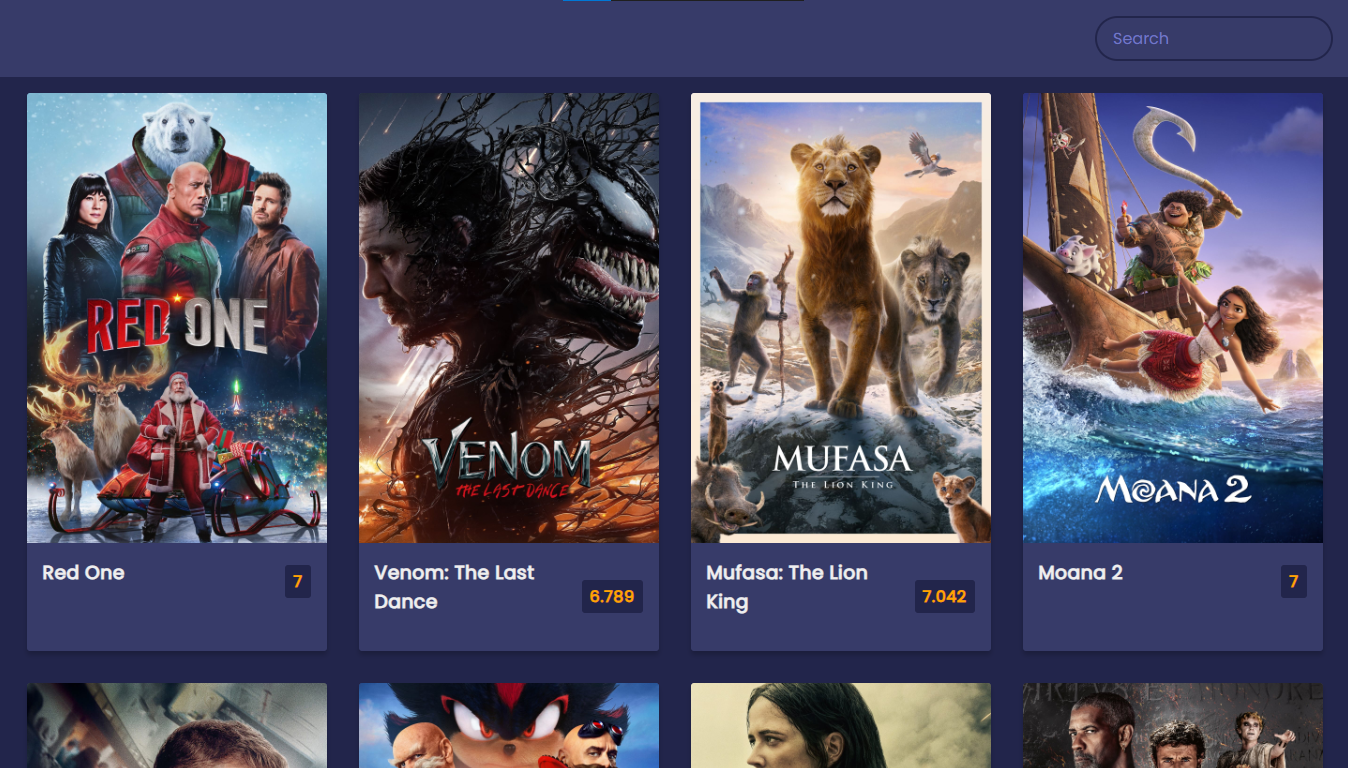 Search
RED ONE
VENOM
THE LAST DANCE
MUFASA
THE LION KING
MOANA 2
Red One
7
Venom: The Last
Dance
6.789
Mufasa: The Lion
King
7.042
Moana 2
7